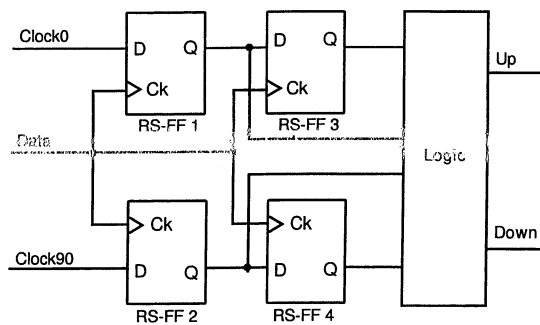 Clock0
D Q
Ck
RS-FF 1
D Q
Ck
RS-FF 3
Up
Data
Logic
Ck
D Q
RS-FF 2
Ck
D Q
RS-FF 4
Down
Clock90